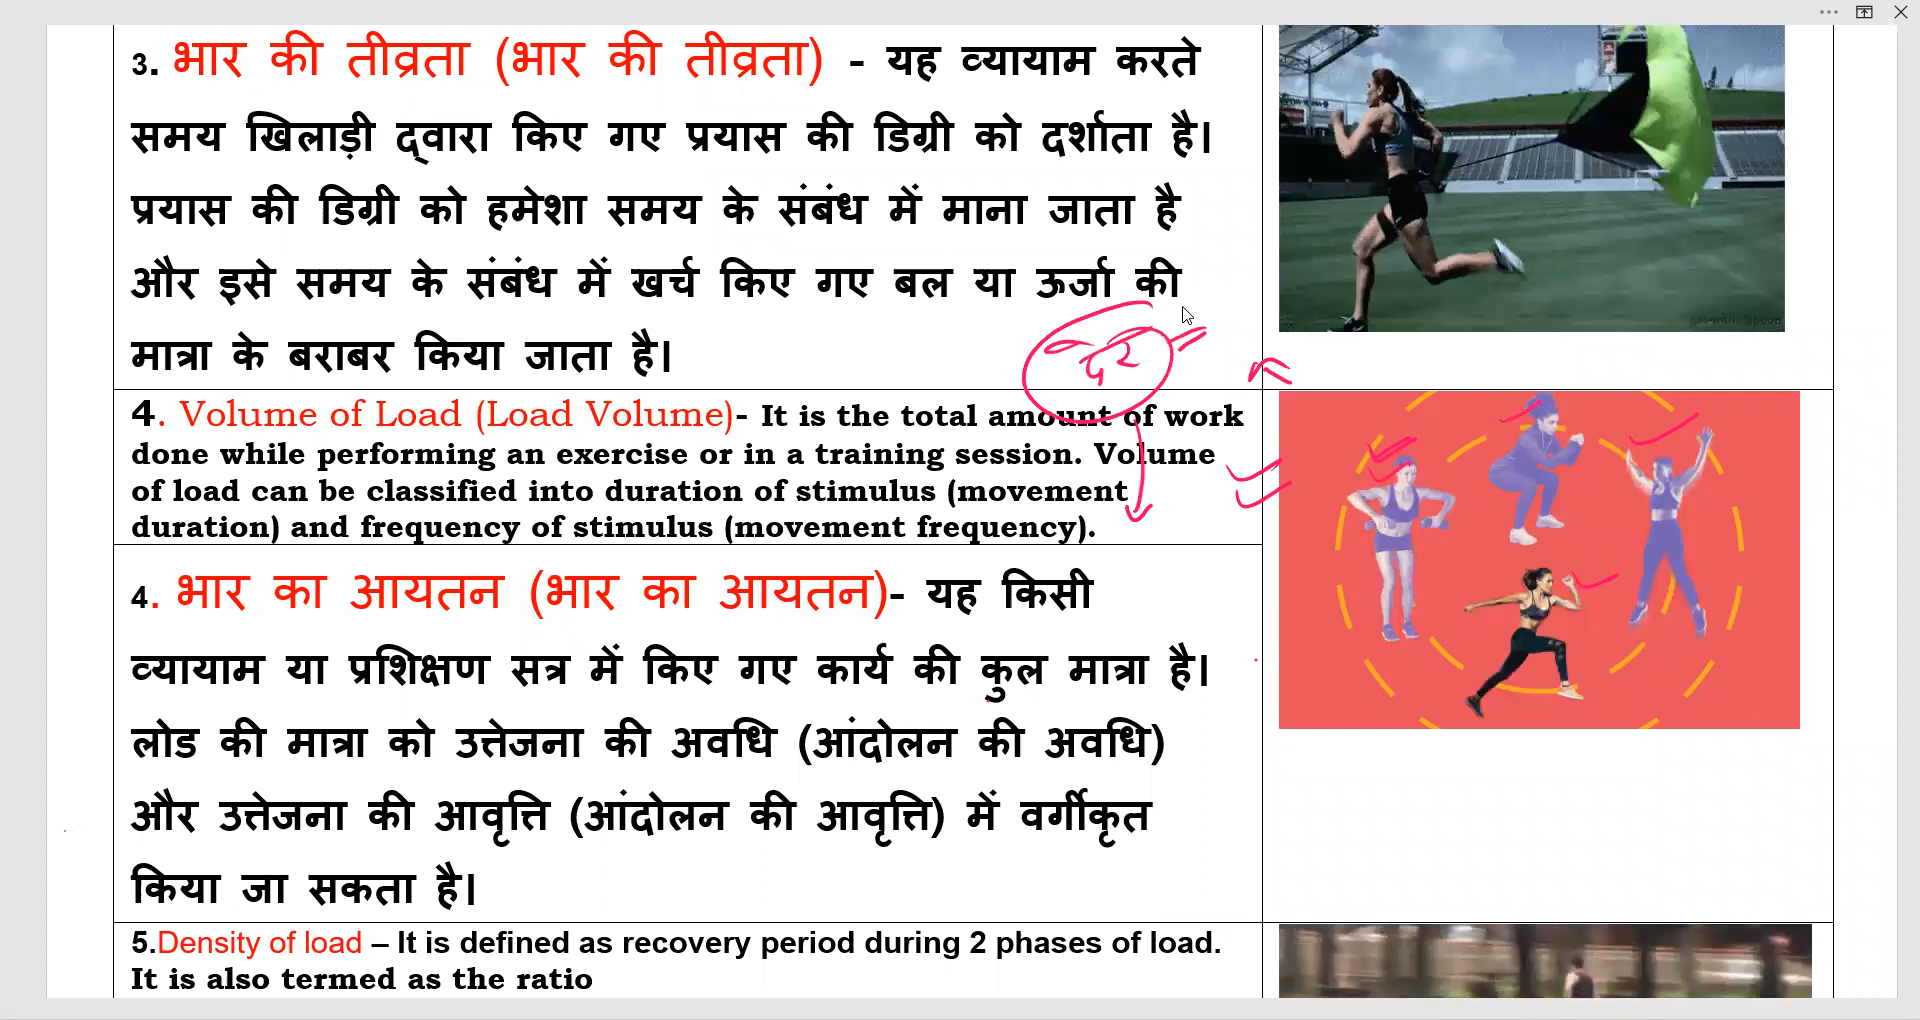 3. भार की तीव्रता (भार की तीव्रता) - यह व्यायाम करते
समय खिलाड़ी द्वारा किए गए प्रयास की डिग्री को दर्शाता है।
प्रयास की डिग्री को हमेशा समय के संबंध में माना जाता है
और इसे समय के संबंध में खर्च किए गए बल या ऊर्जा की
मात्रा के बराबर किया जाता है।
दर
4. Volume of Load (Load Volume)- It is the total amount of work
done while performing an exercise or in a training session. Volume
of load can be classified into duration of stimulus (movement
duration) and frequency of stimulus (movement frequency).
4. भार का आयतन (भार का आयतन)- यह किसी
व्यायाम या प्रशिक्षण सत्र में किए गए कार्य की कुल मात्रा है।
लोड की मात्रा को उत्तेजना की अवधि (आंदोलन की अवधि)
और उत्तेजना की आवृत्ति (आंदोलन की आवृत्ति) में वर्गीकृत
किया जा सकता है।
5.Density of load – It is defined as recovery period during 2 phases of load.
It is also termed as the ratio